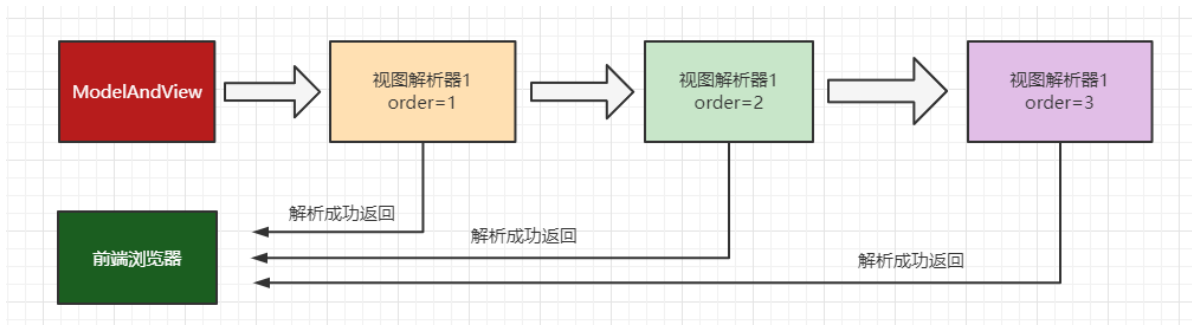 ModelAndView
视图解析器1
order=1
视图解析器1
order=2
视图解析器1
order=3
解析成功返回
解析成功返回
解析成功返回
前端浏览器